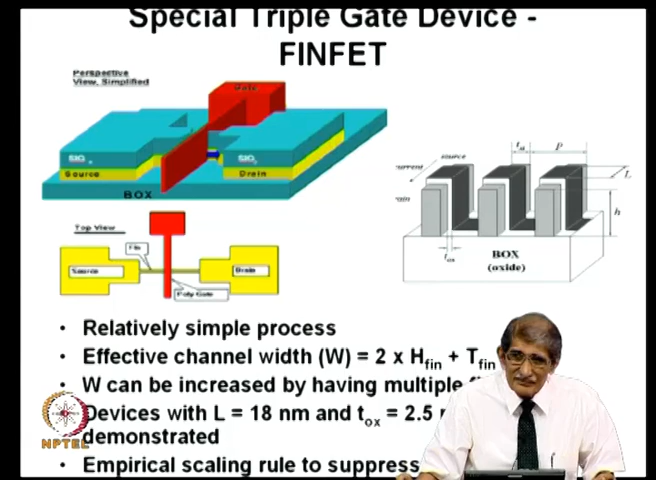 Special Triple Gate Device -
FINFET
Perspective
View, Simplified
Gate
SiO2
SiO2
Source
Drain
BOX
Top View
Fin
Source
Drain
Poly Gate
source
P
L
h
tox
BOX
(oxide)
• Relatively simple process
• Effective channel width (W) = 2 x Hfin + Tfin
• W can be increased by having multiple
• Devices with L = 18 nm and tox = 2.5
demonstrated
• Empirical scaling rule to suppress
NPTEL